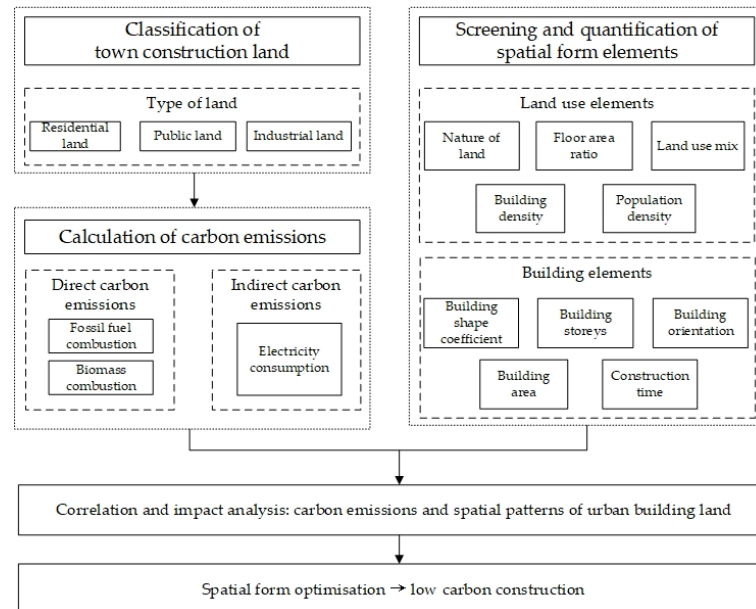 Classification of
town construction land
Type of land
Residential
land
Public land
Industrial land
Calculation of carbon emissions
Direct carbon
emissions
Fossil fuel
combustion
Biomass
combustion
Indirect carbon
emissions
Electricity
consumption
Screening and quantification of
spatial form elements
Land use elements
Nature of
land
Floor area
ratio
Land use mix
Building
density
Population
density
Building elements
Building
shape
coefficient
Building
storeys
Building
orientation
Building
area
Construction
time
Correlation and impact analysis: carbon emissions and spatial patterns of urban building land
Spatial form optimisation → low carbon construction